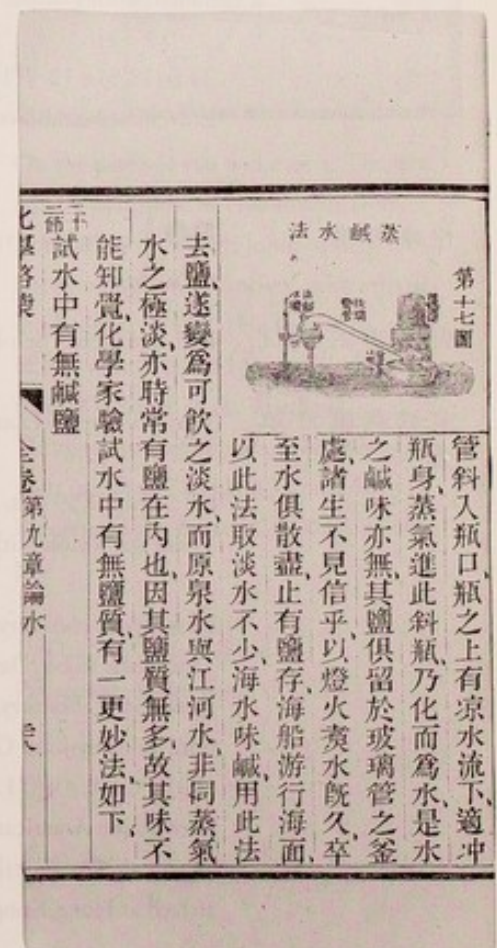 蒸鹹水法
第十七圖
管斜入瓶口、瓶之上有凉水流下、適冲
瓶身、蒸氣進此斜瓶、乃化而爲水、是水
之鹹味亦無、其鹽俱留於玻璃管之釜
處、諸生不見信乎、以燈火煑水旣久、卒
至水俱散盡、止有鹽存、海船游行海面、
以此法取淡水不少、海水味鹹、用此法
去鹽、遂變爲可飲之淡水、而原泉水與江河水、非同蒸氣
水之極淡、亦時常有鹽在內也、因其鹽質無多、故其味不
能知覺、化學家驗試水中有無鹽質、有一更妙法如下、
試水中有無鹹鹽
化學啓蒙 全卷 第九章論水